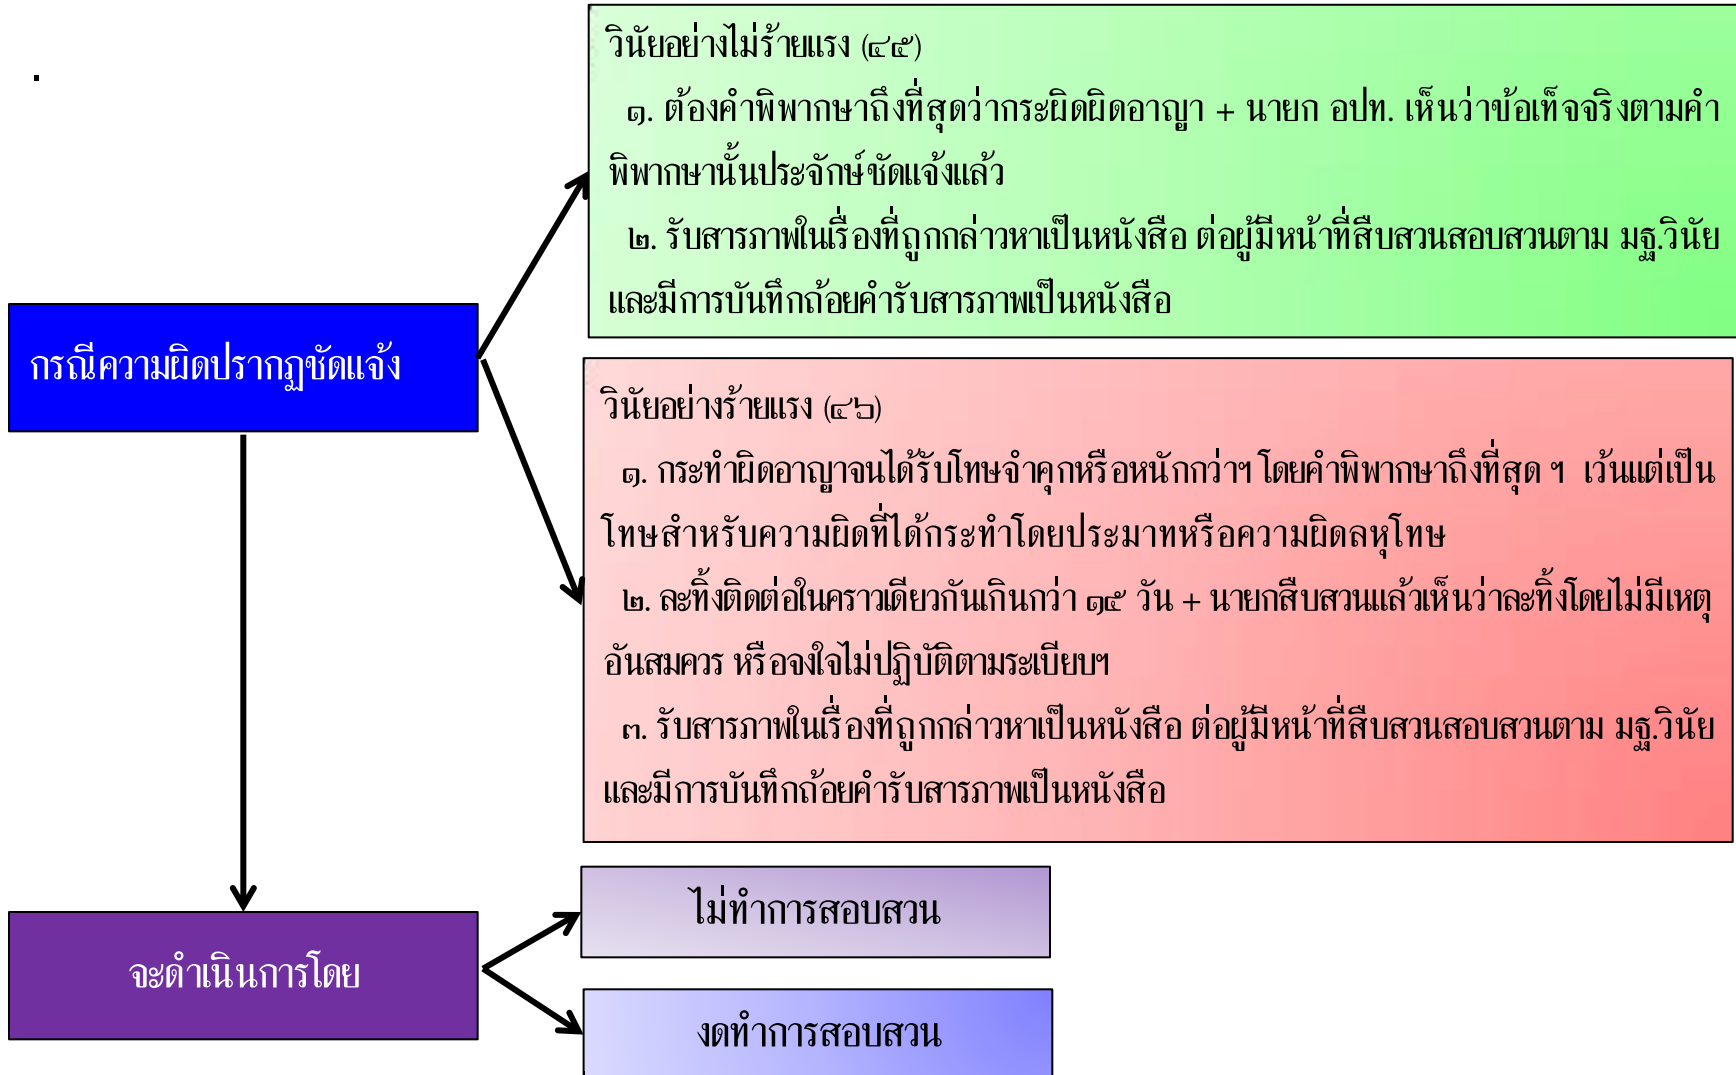 วินัยอย่างไม่ร้ายแรง (๔๕)
๑. ต้องคำพิพากษาถึงที่สุดว่ากระผิดผิดอาญา + นายก อปท. เห็นว่าข้อเท็จจริงตามคำ
พิพากษานั้นประจักษ์ชัดแจ้งแล้ว
๒. รับสารภาพในเรื่องที่ถูกกล่าวหาเป็นหนังสือ ต่อผู้มีหน้าที่สืบสวนสอบสวนตาม มฐ.วินัย
และมีการบันทึกถ้อยคำรับสารภาพเป็นหนังสือ
กรณีความผิดปรากฏชัดแจ้ง
วินัยอย่างร้ายแรง (๔๖)
๑. กระทำผิดอาญาจนได้รับโทษจำคุกหรือหนักกว่าฯ โดยคำพิพากษาถึงที่สุด ฯ เว้นแต่เป็น
โทษสำหรับความผิดที่ได้กระทำโดยประมาทหรือความผิดลหุโทษ
๒. ละทิ้งติดต่อในคราวเดียวกันเกินกว่า ๑๕ วัน + นายกสืบสวนแล้วเห็นว่าละทิ้งโดยไม่มีเหตุ
อันสมควร หรือจงใจไม่ปฏิบัติตามระเบียบฯ
๓. รับสารภาพในเรื่องที่ถูกกล่าวหาเป็นหนังสือ ต่อผู้มีหน้าที่สืบสวนสอบสวนตาม มฐ.วินัย
และมีการบันทึกถ้อยคำรับสารภาพเป็นหนังสือ
จะดำเนินการโดย
ไม่ทำการสอบสวน
งดทำการสอบสวน